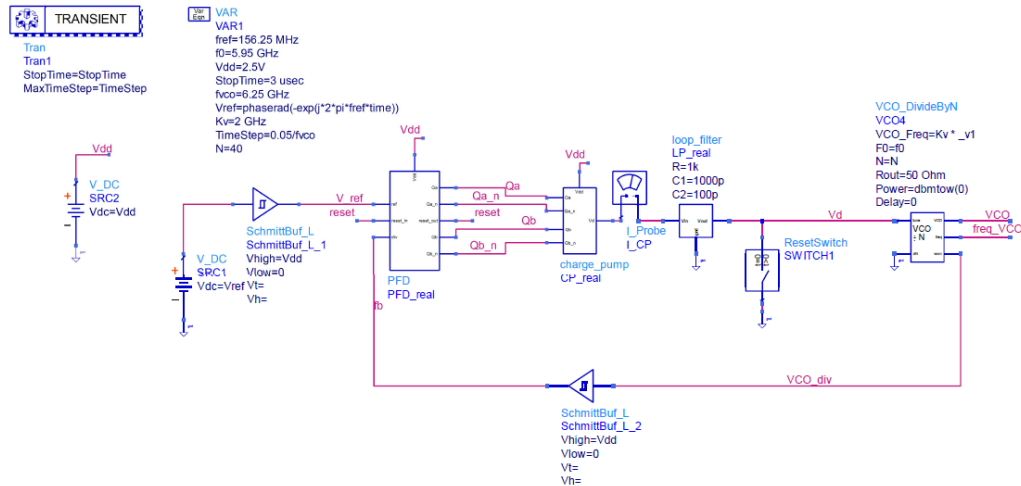 TRANSIENT
Tran
Tran1
StopTime=StopTime
MaxTimeStep=TimeStep
Var
Eqn
VAR
VAR1
fref=156.25 MHz
f0=5.95 GHz
Vdd=2.5V
StopTime=3 usec
fvco=6.25 GHz
Vref=phaserad(-exp(j*2*pi*fref*time))
Kv=2 GHz
TimeStep=0.05/fvco
N=40
Vdd
V_DC
SRC2
Vdc=Vdd
V_DC
SRC1
Vdc=Vref
SchmittBuf_L
SchmittBuf_L_1
Vhigh=Vdd
Vlow=0
Vt=
Vh=
V_ref
reset
Vdd
PFD
PFD_real
fb
Qa
Qa_n
reset
Qb
Qb_n
Vdd
charge_pump
CP_real
I_Probe
I_CP
loop_filter
LP_real
R=1k
C1=1000p
C2=100p
ResetSwitch
SWITCH1
Vd
VCO_DivideByN
VCO4
VCO_Freq=Kv * _v1
F0=f0
N=N
Rout=50 Ohm
Power=dbmtow(0)
Delay=0
VCO
÷ N
VCO
freq_VCO
VCO_div
SchmittBuf_L
SchmittBuf_L_2
Vhigh=Vdd
Vlow=0
Vt=
Vh=